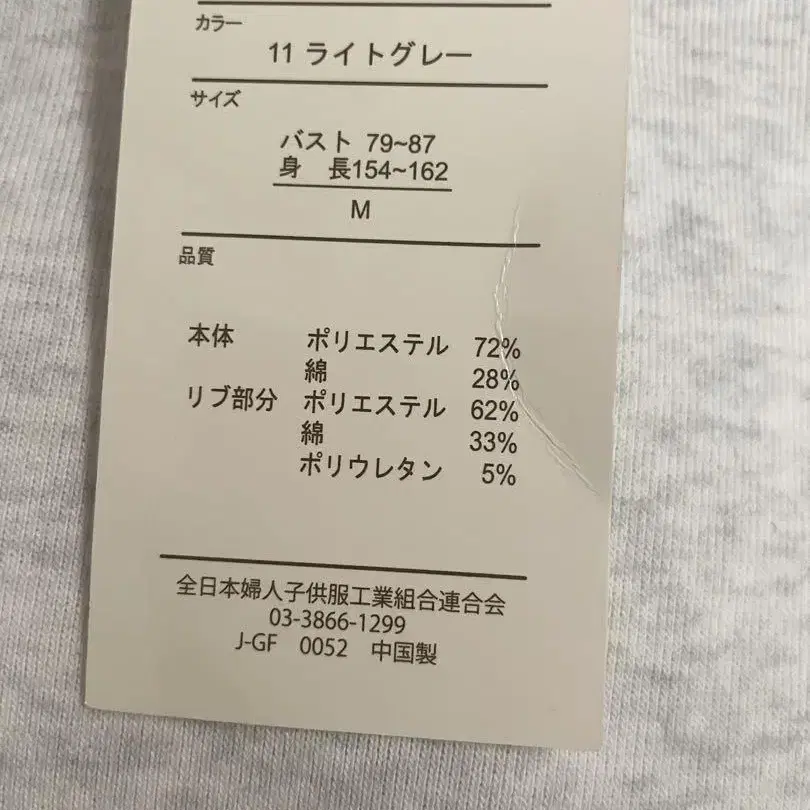 カラー
11 ライトグレー
サイズ
バスト 79~87
身 長154~162
M
品質
本体 ポリエステル 72%
綿 28%
リブ部分 ポリエステル 62%
綿 33%
ポリウレタン 5%
全日本婦人子供服工業組合連合会
03-3866-1299
J-GF 0052 中国製